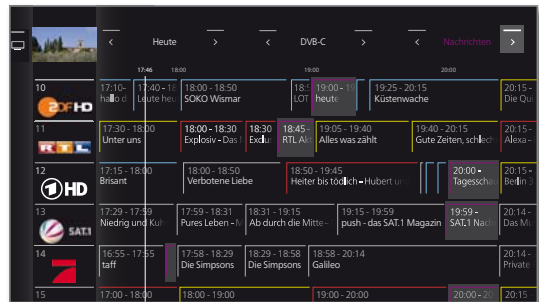 < Heute > < DVB-C > < Nachrichten >
17:46 18:00 19:00 20:00
10 17:10- 17:40 - 18 18:00 - 18:50 18:5 19:00 - 19 19:25 - 20:15 20:15 -
ZDF HD hallo d Leute heu SOKO Wismar LOT heute Küstenwache Die Qui
11 17:30 - 18:00 18:00 - 18:30 18:30 18:45 - 19:05 - 19:40 19:40 - 20:15 20:15 -
RTL Unter uns Explosiv - Das Exclu RTL Akt Alles was zählt Gute Zeiten, schlech Alexa -
12 17:15 - 18:00 18:00 - 18:50 18:50 - 19:45 20:00 - 20:15 -
HD Brisant Verbotene Liebe Heiter bis tödlich - Hubert und Tagesschau Berlin
13 17:29 - 17:59 17:59 - 18:31 18:31 - 19:15 19:15 - 19:59 19:59 - 20:14 -
SAT.1 Niedrig und Kuh Pures Leben - M Ab durch die Mitte - push - das SAT.1 Magazin SAT.1 Nach Das
14 16:55 - 17:55 17:58 - 18:29 18:29 - 18:58 18:58 - 20:14 20:14 -
taff Die Simpsons Die Simpsons Galileo Private
15 17:00 - 18:00 18:00 - 19:00 19:00 - 20:00 20:00 - 20 20:15 -